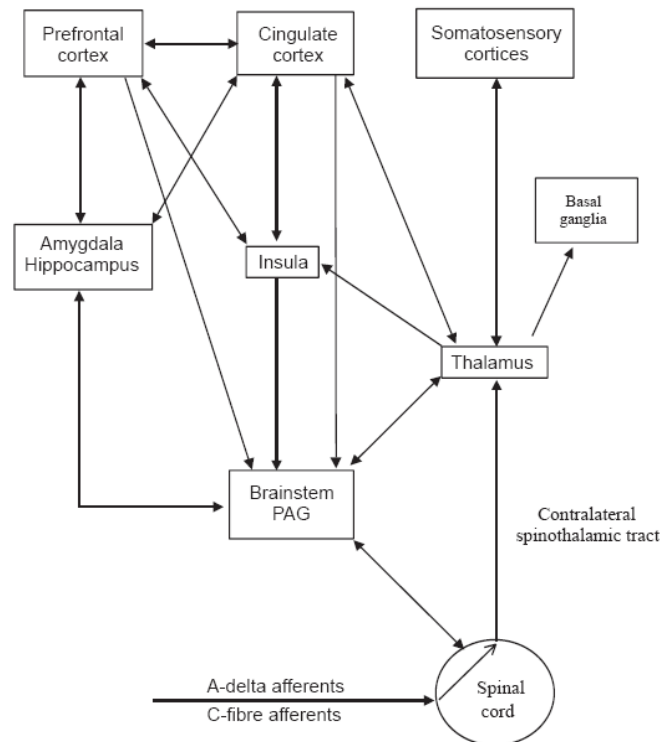 Prefrontal
cortex
Cingulate
cortex
Somatosensory
cortices
Basal
ganglia
Amygdala
Hippocampus
Insula
Thalamus
Brainstem
PAG
Contralateral
spinothalamic tract
A-delta afferents
C-fibre afferents
Spinal
cord